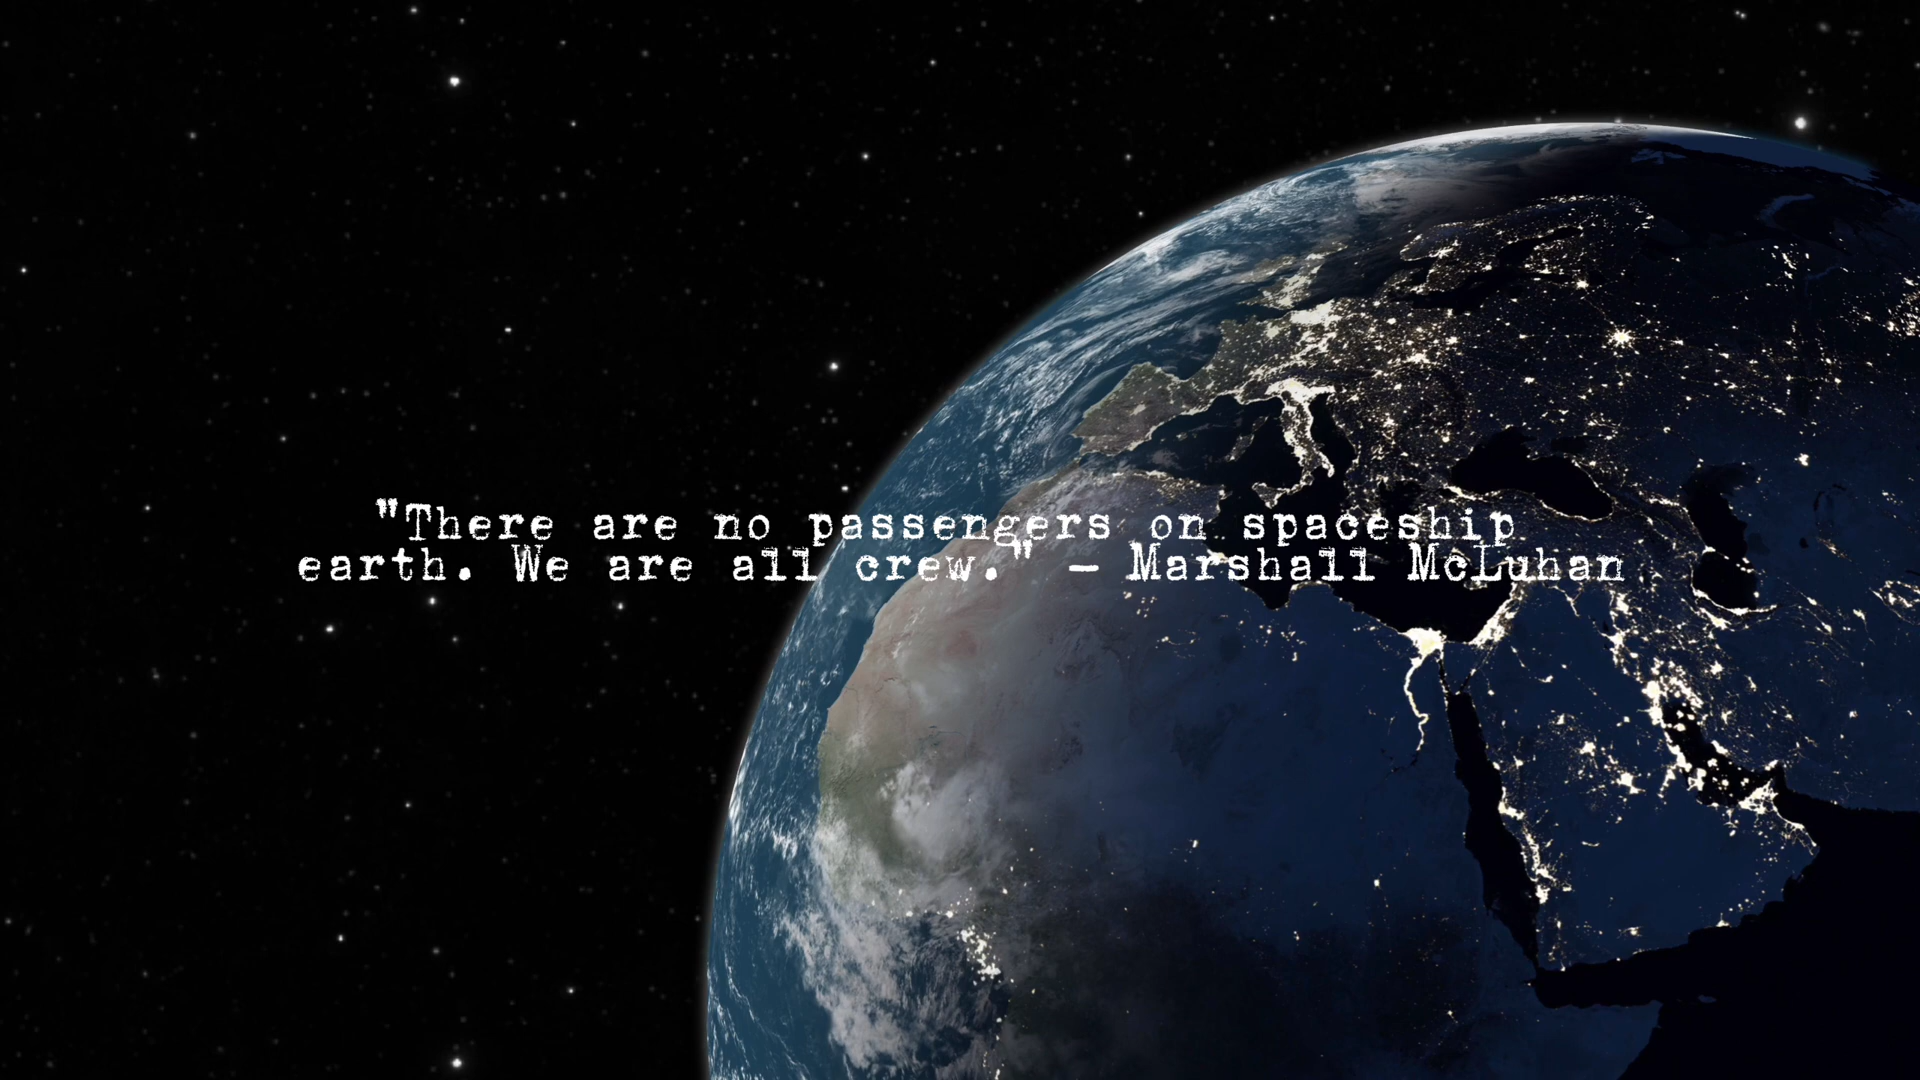 "There are no passengers on spaceship
earth. We are all crew." – Marshall McLuhan